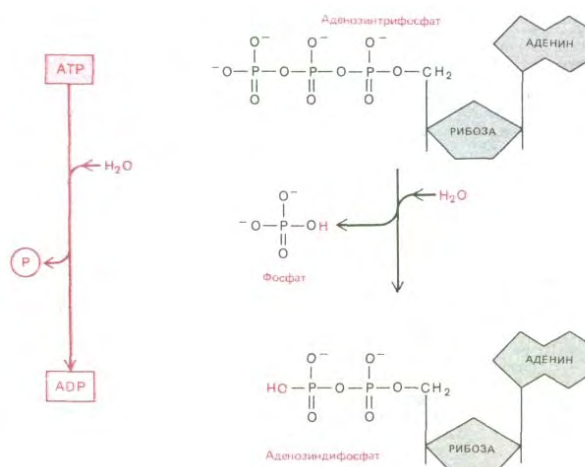 ATP
H₂O
P
ADP
Аденозинтрифосфат
O⁻ O⁻ O⁻
⁻O—P—O—P—O—P—O—CH₂
O O O
АДЕНИН
РИБОЗА
H₂O
O⁻
⁻O—P—OH
O
Фосфат
O⁻ O⁻
HO—P—O—P—O—CH₂
O O
АДЕНИН
РИБОЗА
Аденозиндифосфат